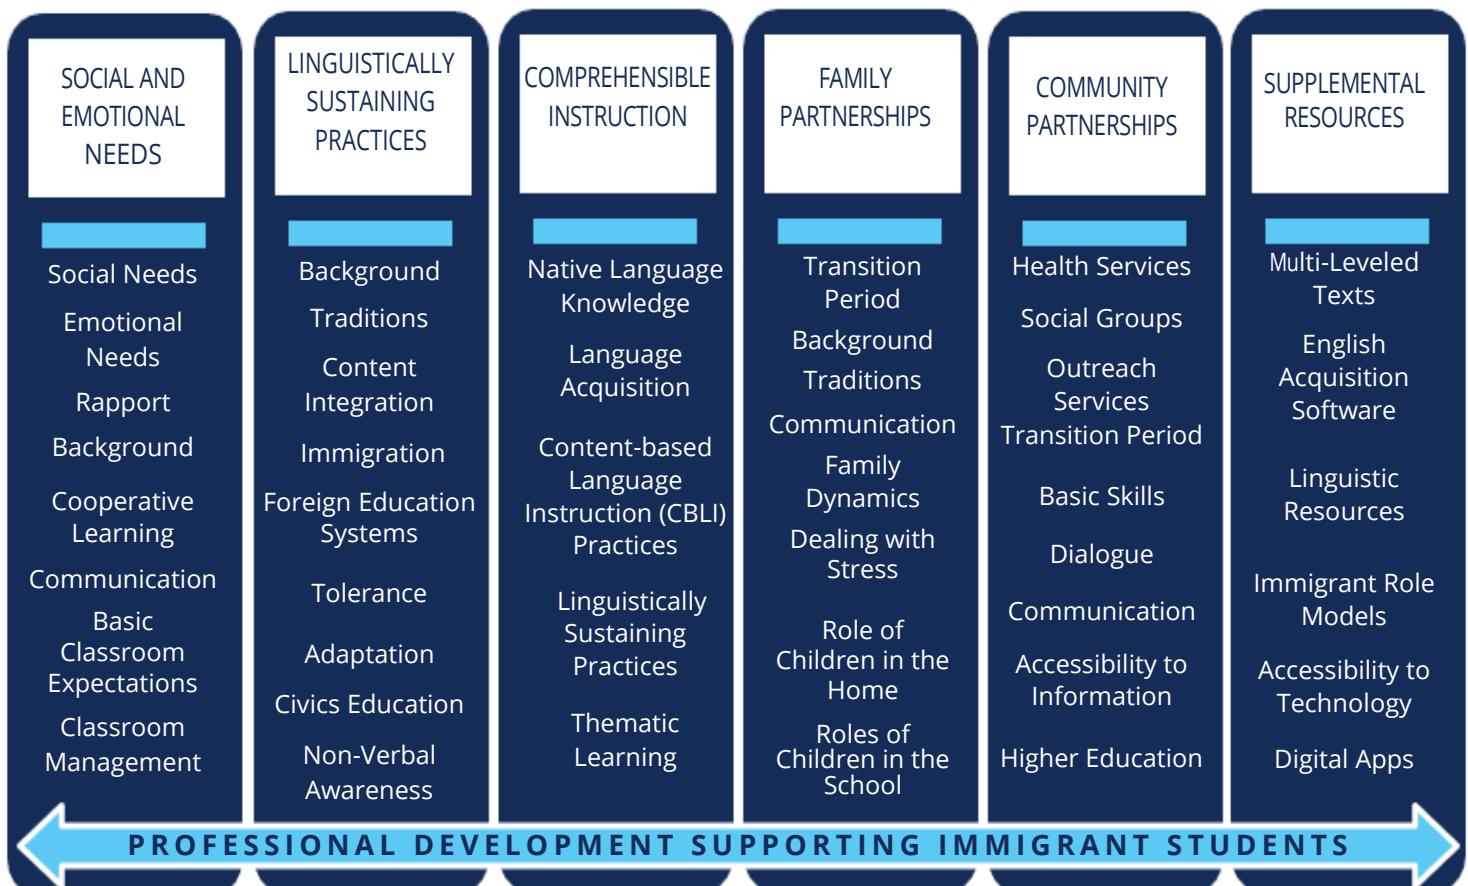 SOCIAL AND
EMOTIONAL
NEEDS
Social Needs
Emotional
Needs
Rapport
Background
Cooperative
Learning
Communication
Basic
Classroom
Expectations
Classroom
Management
LINGUISTICALLY
SUSTAINING
PRACTICES
Background
Traditions
Content
Integration
Immigration
Foreign Education
Systems
Tolerance
Adaptation
Civics Education
Non-Verbal
Awareness
COMPREHENSIBLE
INSTRUCTION
Native Language
Knowledge
Language
Acquisition
Content-based
Language
Instruction (CBLI)
Practices
Linguistically
Sustaining
Practices
Thematic
Learning
FAMILY
PARTNERSHIPS
Transition
Period
Background
Traditions
Communication
Family
Dynamics
Dealing with
Stress
Role of
Children in the
Home
Roles of
Children in the
School
COMMUNITY
PARTNERSHIPS
Health Services
Social Groups
Outreach
Services
Transition Period
Basic Skills
Dialogue
Communication
Accessibility to
Information
Higher Education
SUPPLEMENTAL
RESOURCES
Multi-Leveled
Texts
English
Acquisition
Software
Linguistic
Resources
Immigrant Role
Models
Accessibility to
Technology
Digital Apps
PROFESSIONAL DEVELOPMENT SUPPORTING IMMIGRANT STUDENTS